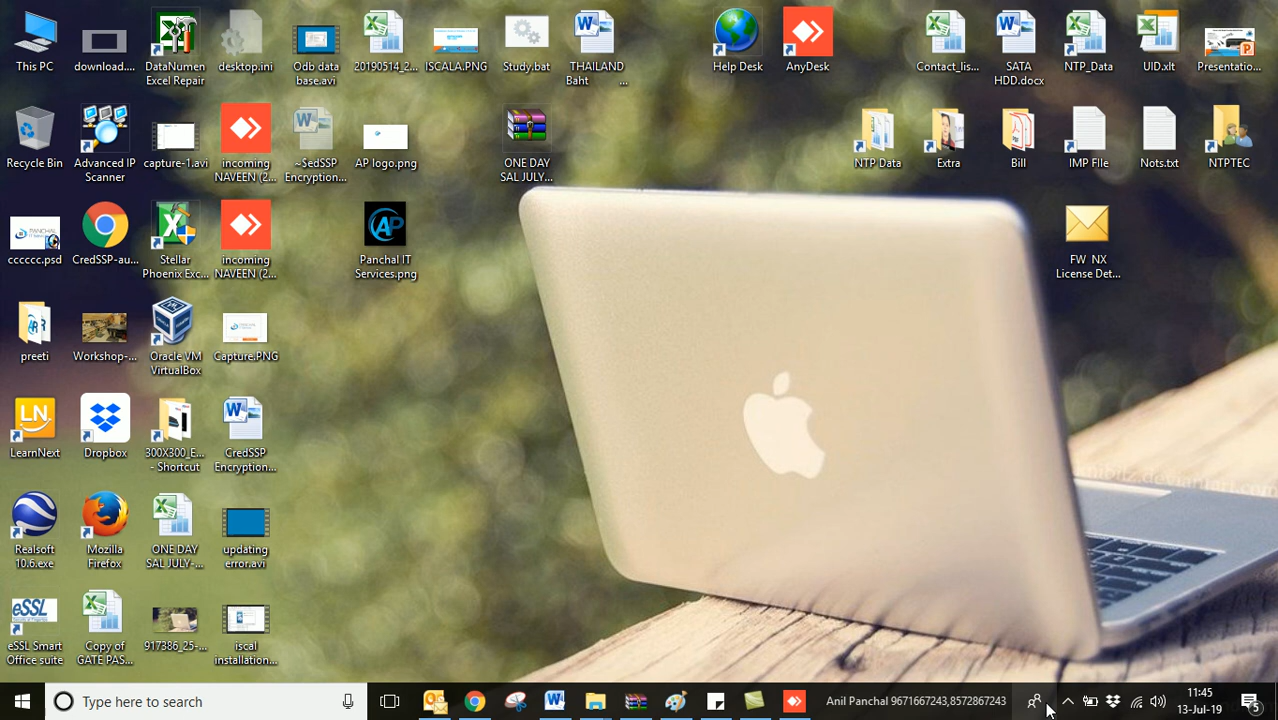 This PC
download....
DataNumen
Excel Repair
desktop.ini
Odb data
base.avi
20190514_2...
ISCALA.PNG
Study.bat
THAILAND
Baht ...
Help Desk
AnyDesk
Contact_lis...
SATA
HDD.docx
NTP_Data
UID.xlt
Presentatio...
Recycle Bin
Advanced IP
Scanner
capture-1.avi
incoming
NAVEEN (2...
~$edSSP
Encryption...
AP logo.png
ONE DAY
SAL JULY...
NTP Data
Extra
Bill
IMP FIle
Nots.txt
NTPTEC
cccccc.psd
CredSSP-au...
Stellar
Phoenix Exc...
incoming
NAVEEN (2...
AP
Panchal IT
Services.png
FW NX
License Det...
preeti
Workshop-...
Oracle VM
VirtualBox
Capture.PNG
LN
LearnNext
Dropbox
300X300_E...
- Shortcut
CredSSP
Encryption...
Realsoft
10.6.exe
Mozilla
Firefox
ONE DAY
SAL JULY-...
updating
error.avi
eSSL
eSSL Smart
Office suite
Copy of
GATE PAS...
917386_25-...
iscal
installation...
Type here to search
Anil Panchal 9671667243,8572867243
11:45
13-Jul-19
5